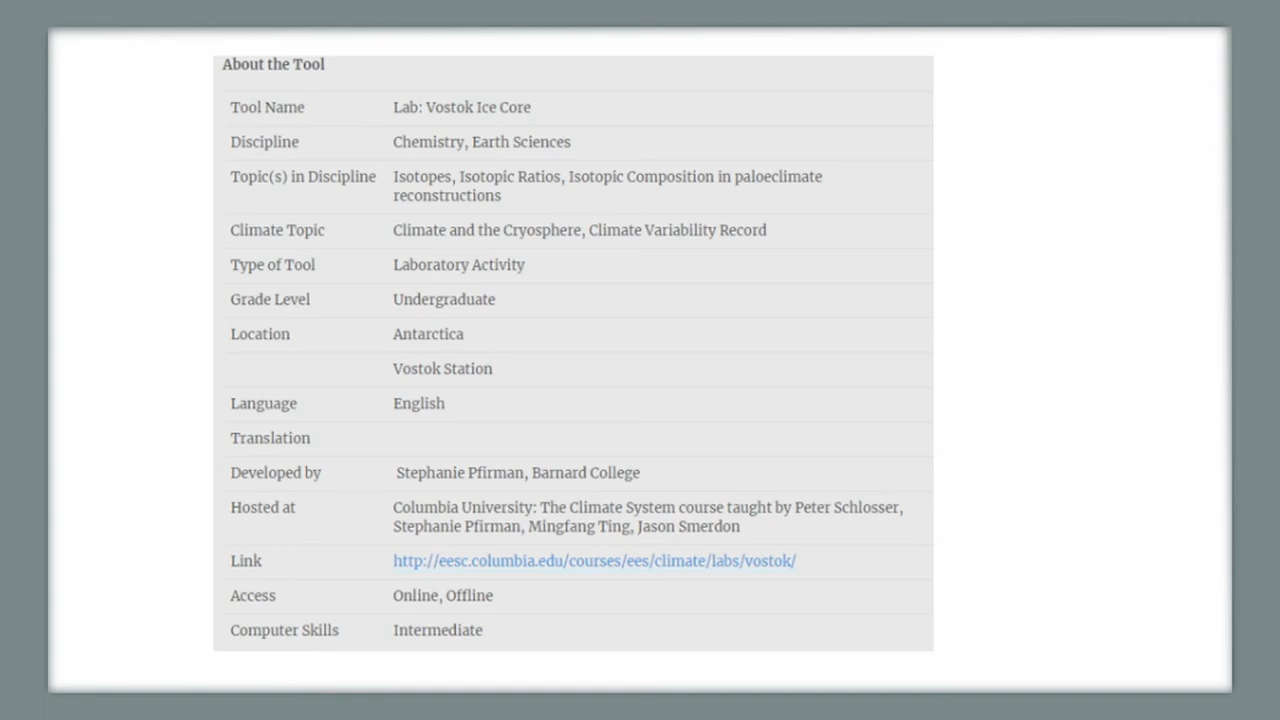 About the Tool
Tool Name Lab: Vostok Ice Core
Discipline Chemistry, Earth Sciences
Topic(s) in Discipline Isotopes, Isotopic Ratios, Isotopic Composition in paloeclimate
reconstructions
Climate Topic Climate and the Cryosphere, Climate Variability Record
Type of Tool Laboratory Activity
Grade Level Undergraduate
Location Antarctica
Vostok Station
Language English
Translation
Developed by Stephanie Pfirman, Barnard College
Hosted at Columbia University: The Climate System course taught by Peter Schlosser,
Stephanie Pfirman, Mingfang Ting, Jason Smerdon
Link http://eesc.columbia.edu/courses/ees/climate/labs/vostok/
Access Online, Offline
Computer Skills Intermediate